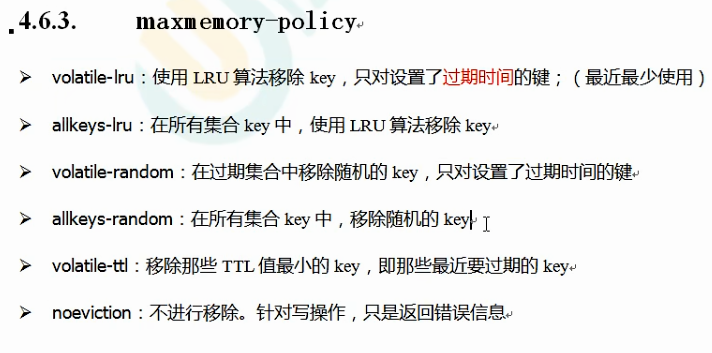 4.6.3. maxmemory-policy
volatile-lru：使用 LRU 算法移除 key，只对设置了过期时间的键；（最近最少使用）
allkeys-lru：在所有集合 key 中，使用 LRU 算法移除 key
volatile-random：在过期集合中移除随机的 key，只对设置了过期时间的键
allkeys-random：在所有集合 key 中，移除随机的 key
volatile-ttl：移除那些 TTL 值最小的 key，即那些最近要过期的 key
noeviction：不进行移除。针对写操作，只是返回错误信息